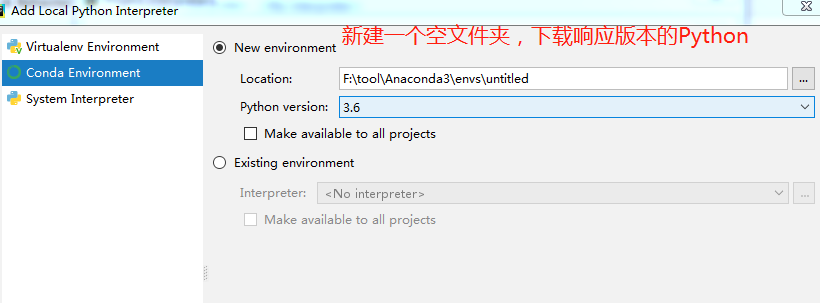 Add Local Python Interpreter
Virtualenv Environment
Conda Environment
System Interpreter
New environment
新建一个空文件夹，下载响应版本的Python
Location:
F:\tool\Anaconda3\envs\untitled
...
Python version:
3.6
Make available to all projects
Existing environment
Interpreter:
<No interpreter>
...
Make available to all projects